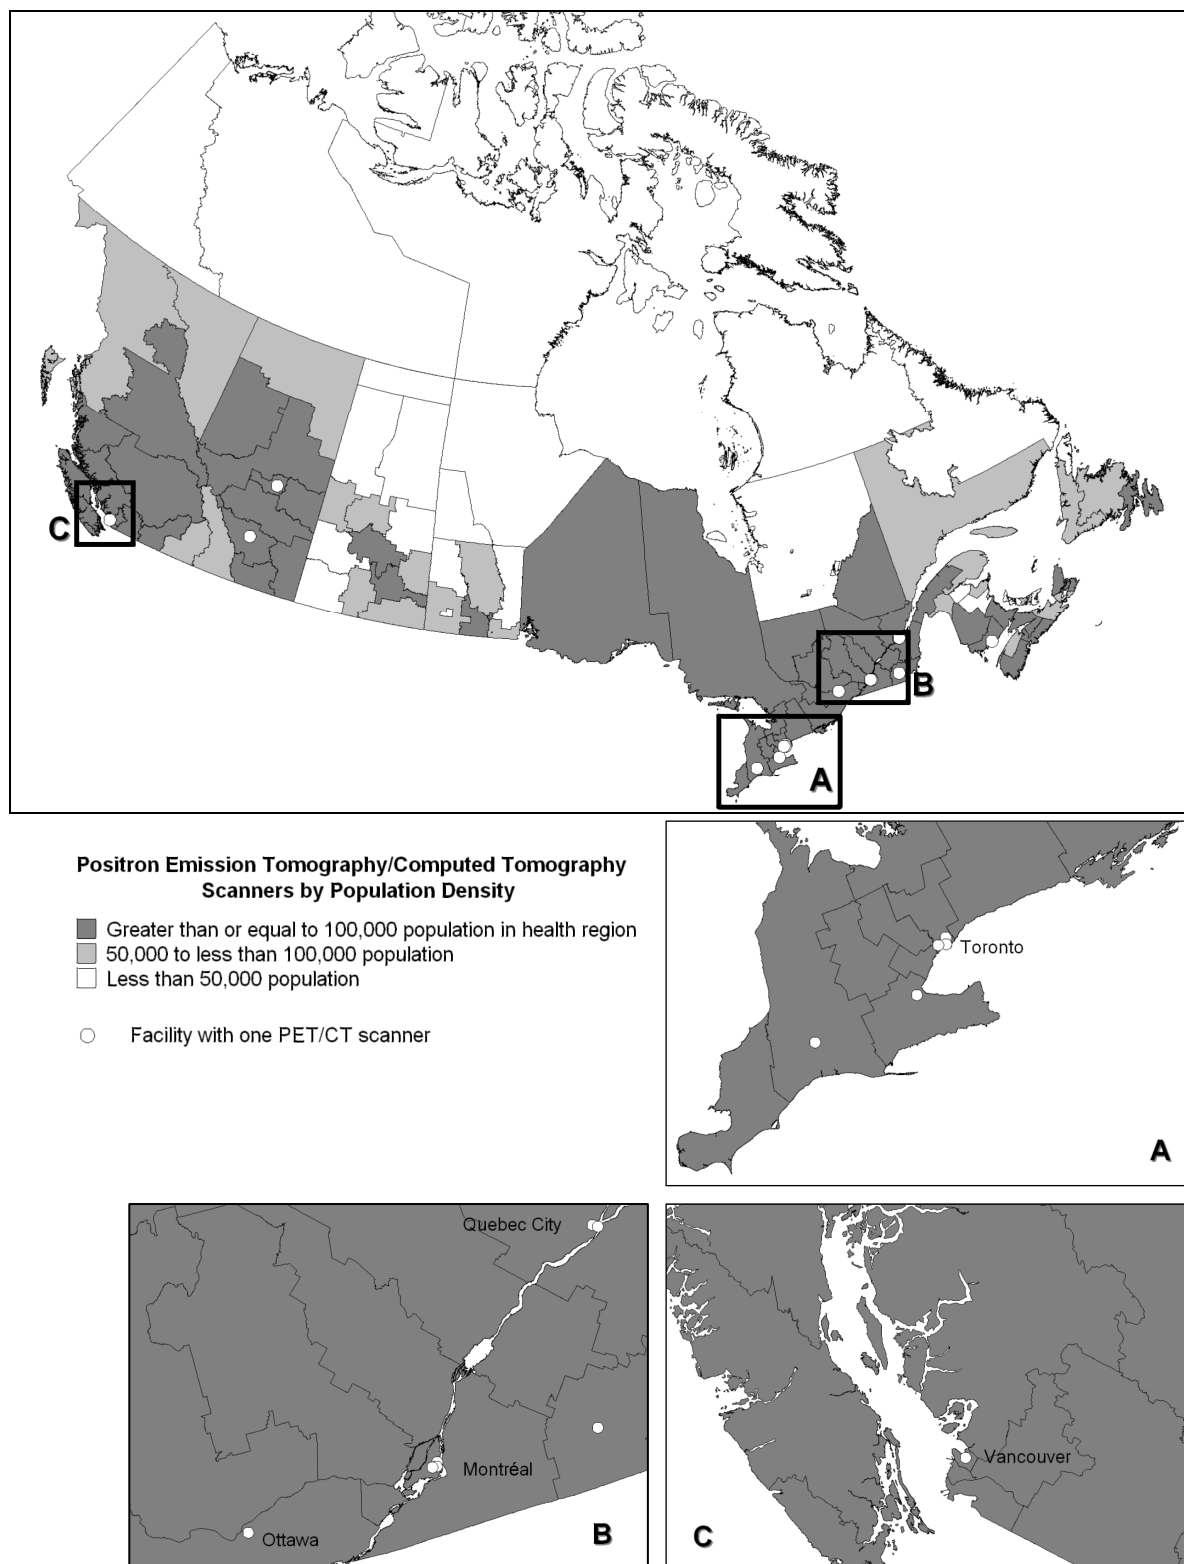 C
B
A
Positron Emission Tomography/Computed Tomography
Scanners by Population Density
Greater than or equal to 100,000 population in health region
50,000 to less than 100,000 population
Less than 50,000 population
Facility with one PET/CT scanner
Toronto
A
Quebec City
Montréal
Ottawa
B
Vancouver
C